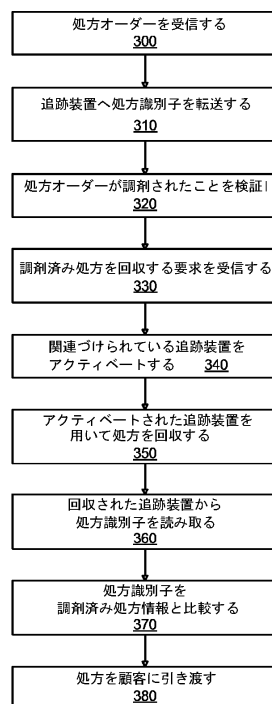 処方オーダーを受信する
300
追跡装置へ処方識別子を転送する
310
処方オーダーが調剤されたことを検証
320
調剤済み処方を回収する要求を受信する
330
関連づけられている追跡装置を
アクティベートする 340
アクティベートされた追跡装置を
用いて処方を回収する
350
回収された追跡装置から
処方識別子を読み取る
360
処方識別子を
調剤済み処方情報と比較する
370
処方を顧客に引き渡す
380